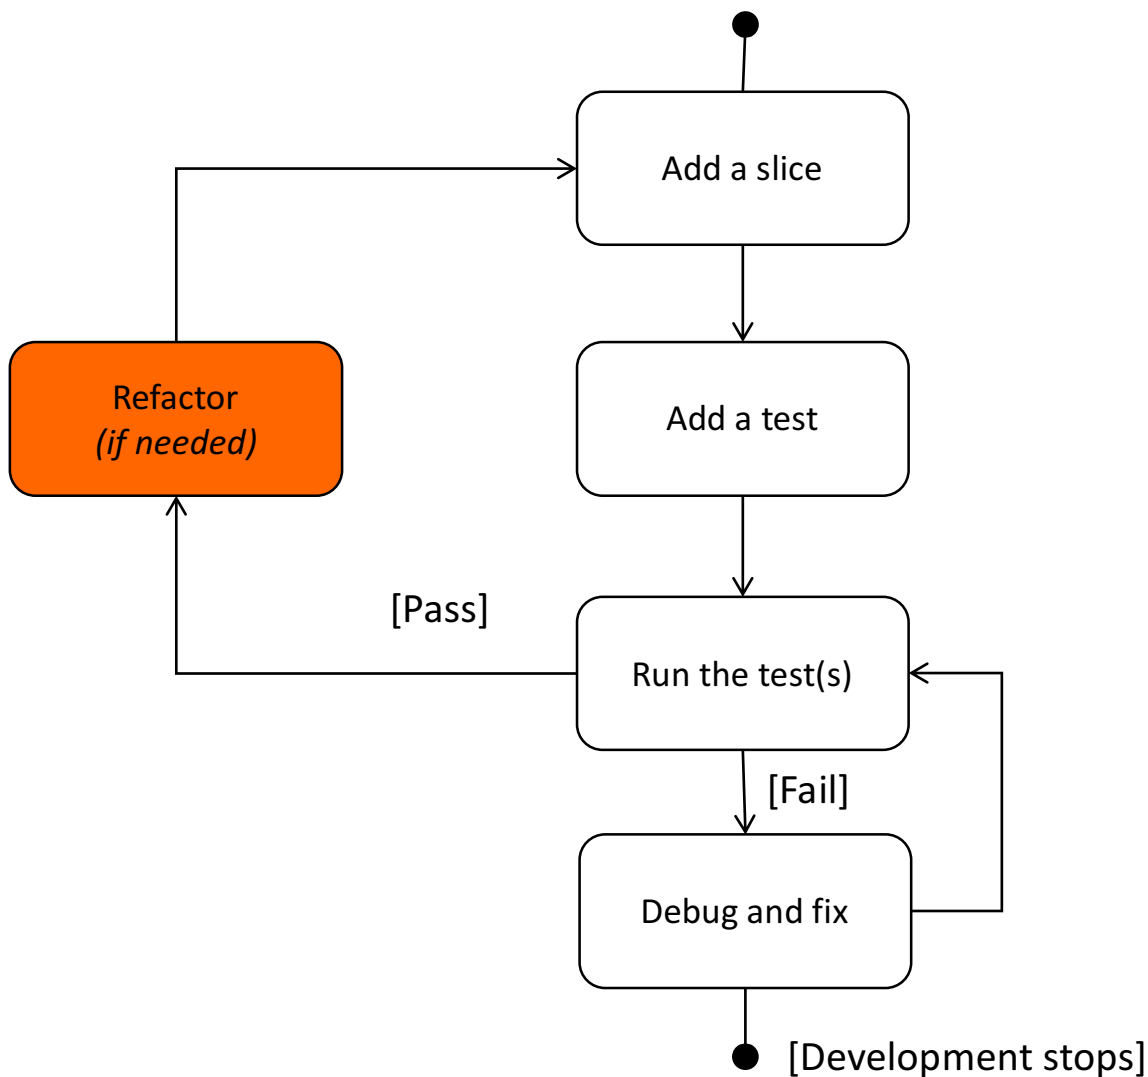 Add a slice
Refactor
(if needed)
Add a test
[Pass]
Run the test(s)
[Fail]
Debug and fix
[Development stops]